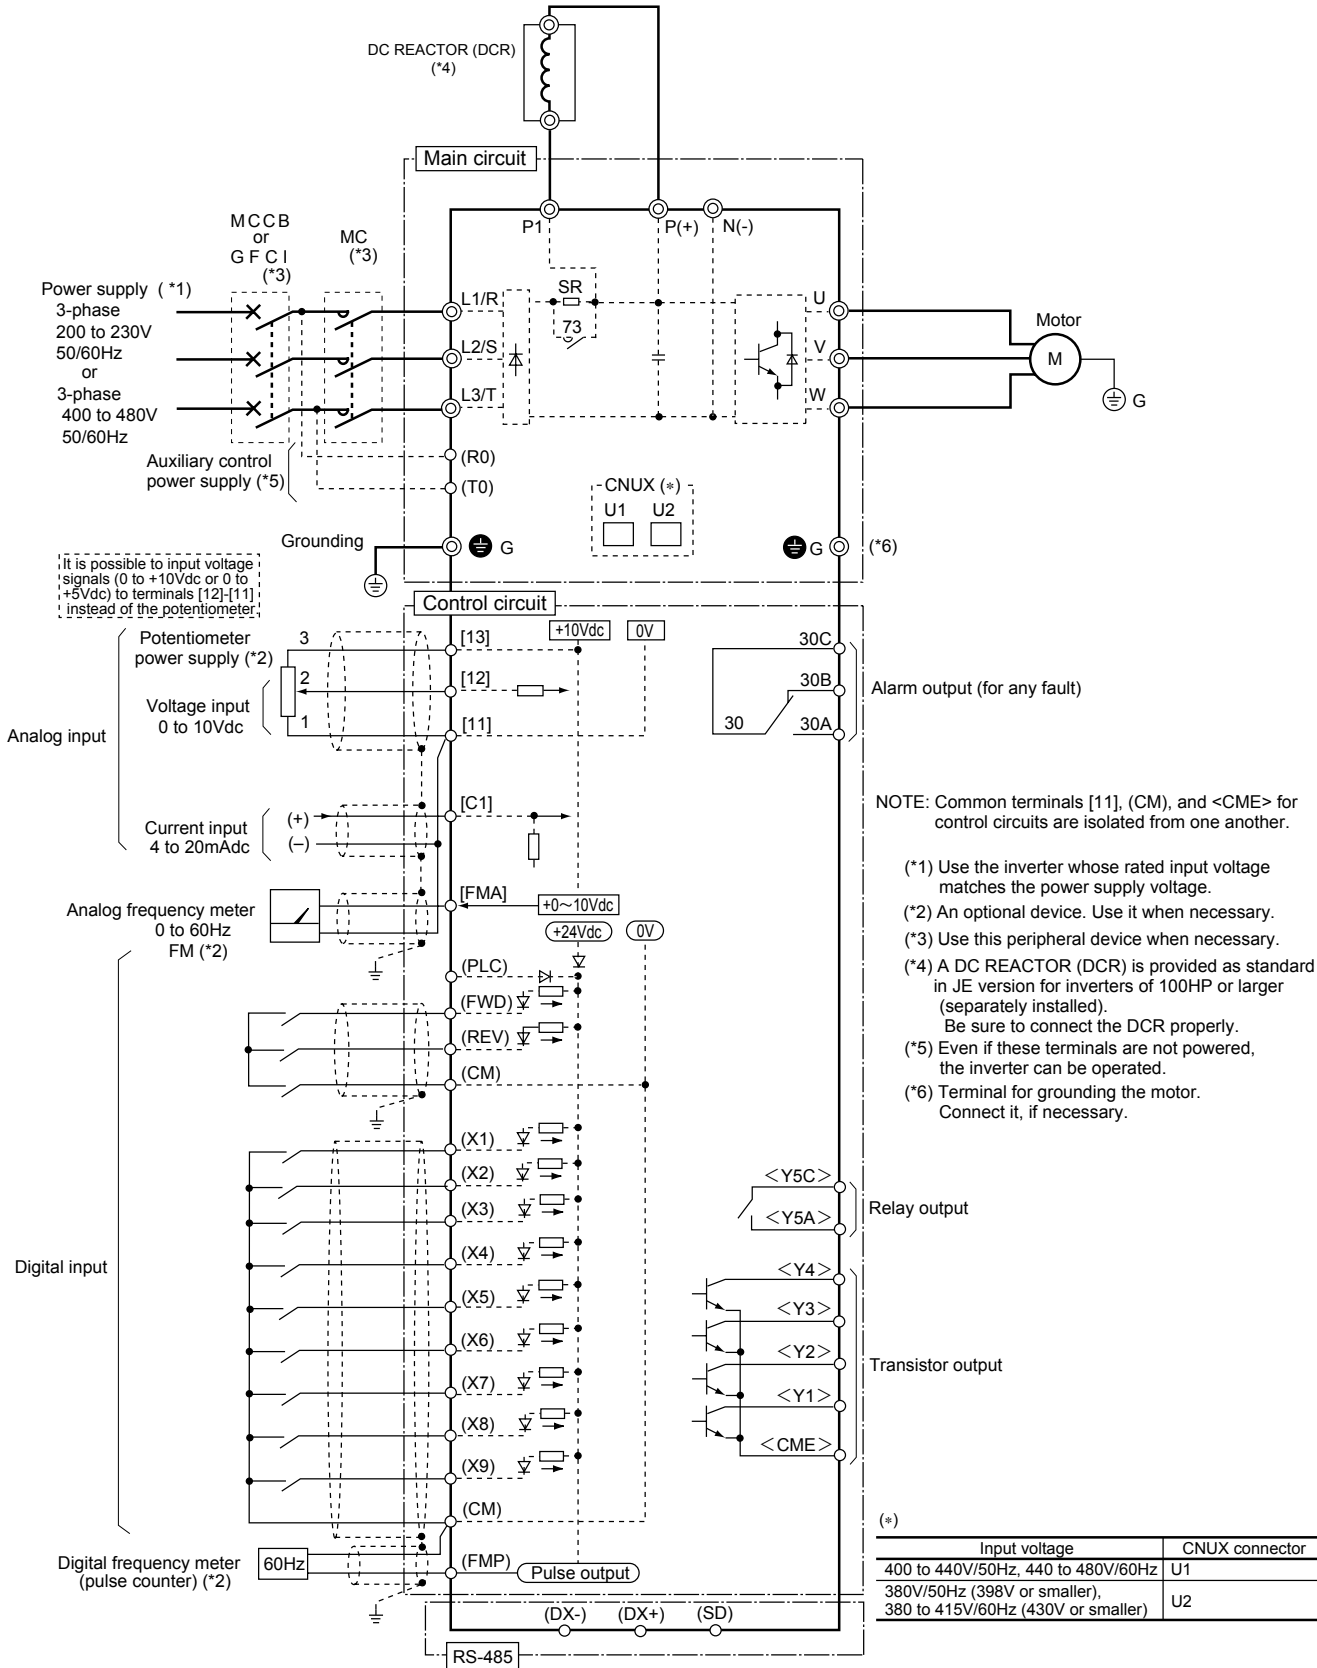 DC REACTOR (DCR)
(*4)
Main circuit
P1
P(+)
N(-)
MCCB
or
GFCI
(*3)
MC
(*3)
Power supply (*1)
3-phase
200 to 230V
50/60Hz
or
3-phase
400 to 480V
50/60Hz
L1/R
L2/S
L3/T
SR
73
U
V
W
Motor
M
G
Auxiliary control
power supply (*5)
(R0)
(T0)
CNUX (*)
U1 U2
Grounding
G
G
(*6)
It is possible to input voltage
signals (0 to +10Vdc or 0 to
+5Vdc) to terminals [12]-[11]
instead of the potentiometer.
Control circuit
+10Vdc
0V
Analog input
Potentiometer
power supply (*2)
Voltage input
0 to 10Vdc
3
2
1
[13]
[12]
[11]
30C
30B
30
30A
Alarm output (for any fault)
Current input
4 to 20mAdc
(+)
(–)
[C1]
Analog frequency meter
0 to 60Hz
FM (*2)
[FMA]
+0~10Vdc
+24Vdc
0V
NOTE: Common terminals [11], (CM), and <CME> for
control circuits are isolated from one another.
(*1) Use the inverter whose rated input voltage
matches the power supply voltage.
(*2) An optional device. Use it when necessary.
(*3) Use this peripheral device when necessary.
(*4) A DC REACTOR (DCR) is provided as standard
in JE version for inverters of 100HP or larger
(separately installed).
Be sure to connect the DCR properly.
(*5) Even if these terminals are not powered,
the inverter can be operated.
(*6) Terminal for grounding the motor.
Connect it, if necessary.
Digital input
(PLC)
(FWD)
(REV)
(CM)
(X1)
(X2)
(X3)
(X4)
(X5)
(X6)
(X7)
(X8)
(X9)
(CM)
<Y5C>
<Y5A>
Relay output
<Y4>
<Y3>
<Y2>
<Y1>
<CME>
Transistor output
Digital frequency meter
(pulse counter) (*2)
60Hz
(FMP)
Pulse output
(DX-)
(DX+)
(SD)
RS-485
(*)
Input voltage CNUX connector
400 to 440V/50Hz, 440 to 480V/60Hz U1
380V/50Hz (398V or smaller),
380 to 415V/60Hz (430V or smaller) U2